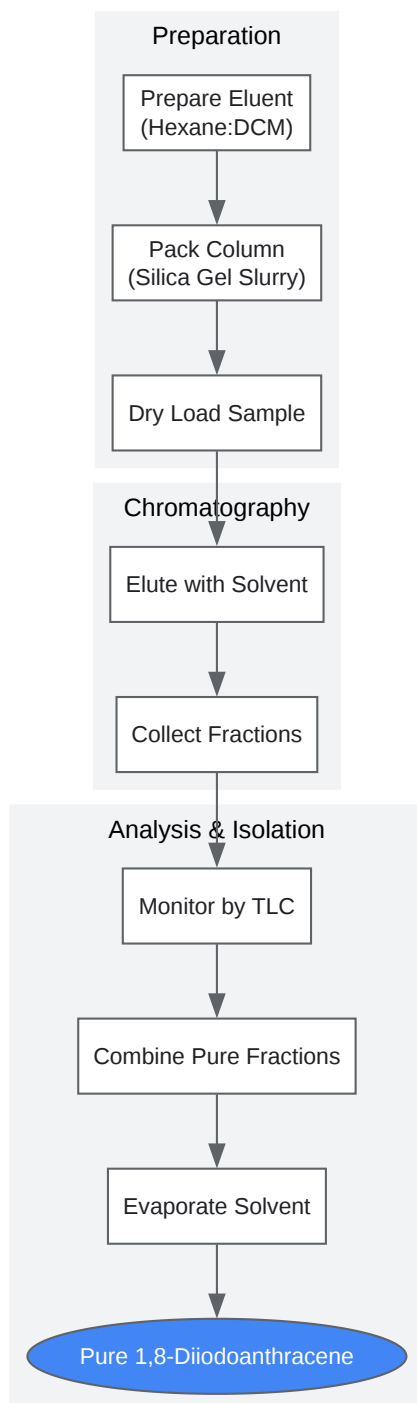 Preparation
Prepare Eluent
(Hexane:DCM)
Pack Column
(Silica Gel Slurry)
Dry Load Sample
Chromatography
Elute with Solvent
Collect Fractions
Analysis & Isolation
Monitor by TLC
Combine Pure Fractions
Evaporate Solvent
Pure 1,8-Diiodoanthracene